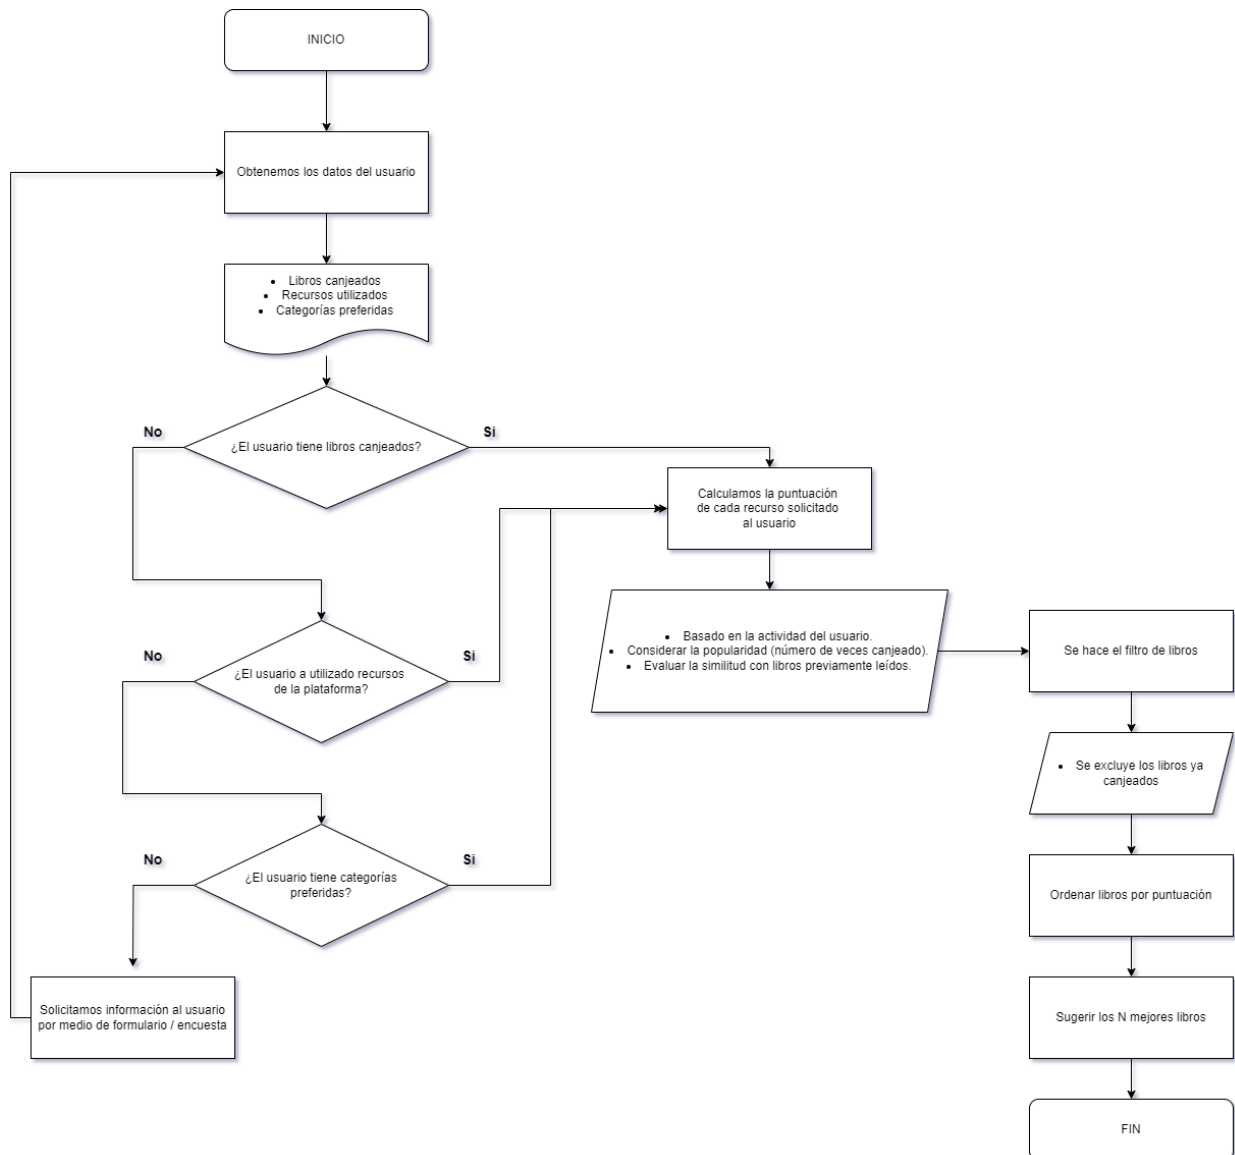 INICIO
Obtenemos los datos del usuario
• Libros canjeados
• Recursos utilizados
• Categorías preferidas
¿El usuario tiene libros canjeados?
No
Si
Calculamos la puntuación
de cada recurso solicitado
al usuario
• Basado en la actividad del usuario.
• Considerar la popularidad (número de veces canjeado).
• Evaluar la similitud con libros previamente leídos.
¿El usuario a utilizado recursos
de la plataforma?
No
Si
¿El usuario tiene categorías
preferidas?
No
Si
Solicitamos información al usuario
por medio de formulario / encuesta
Se hace el filtro de libros
• Se excluye los libros ya
canjeados
Ordenar libros por puntuación
Sugerir los N mejores libros
FIN